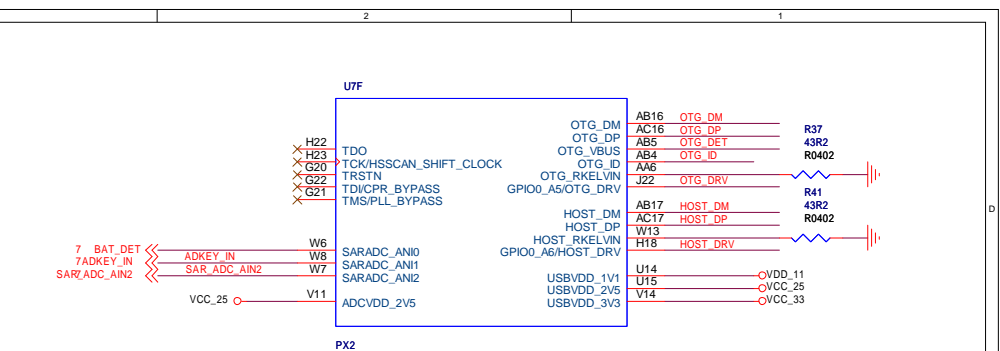 2
1
U7F
H22 TDO
H23 TCK/HSSCAN_SHIFT_CLOCK
G20 TRSTN
G22 TDI/CPR_BYPASS
G21 TMS/PLL_BYPASS
OTG_DM AB16 OTG_DM
OTG_DP AC16 OTG_DP
OTG_VBUS AB5 OTG_DET
OTG_ID AB4 OTG_ID
OTG_RKELVIN AA6
GPIO0_A5/OTG_DRV J22 OTG_DRV
R37
43R2
R0402
R41
43R2
R0402
D
HOST_DM AB17 HOST_DM
HOST_DP AC17 HOST_DP
HOST_RKELVIN W13
GPIO0_A6/HOST_DRV H18 HOST_DRV
7 BAT_DET W6 SARADC_ANI0
7 ADKEY_IN ADKEY_IN W8 SARADC_ANI1
7 SAR_ADC_AIN2 SAR_ADC_AIN2 W7 SARADC_ANI2
VCC_25 V11 ADCVDD_2V5
USBVDD_1V1 U14 VDD_11
USBVDD_2V5 U15 VCC_25
USBVDD_3V3 V14 VCC_33
PX2